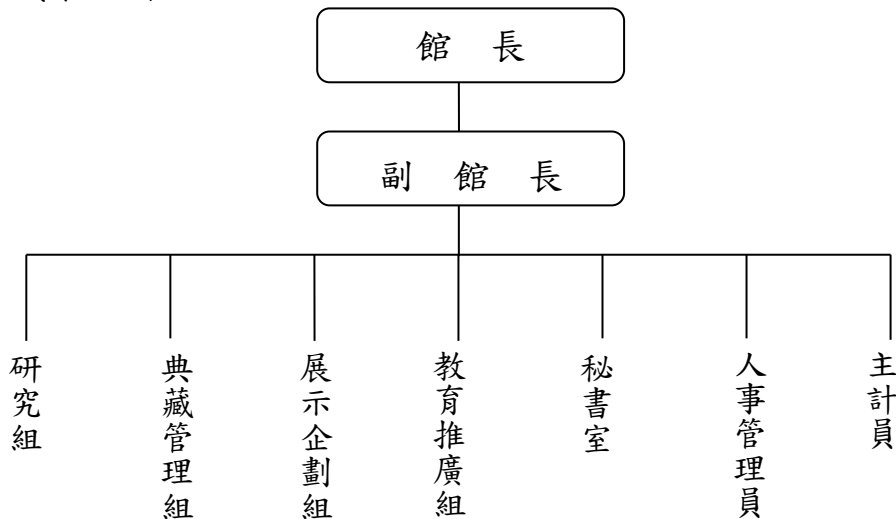 館 長
副 館 長
研究組
典藏管理組
展示企劃組
教育推廣組
秘書室
人事管理員
主計員